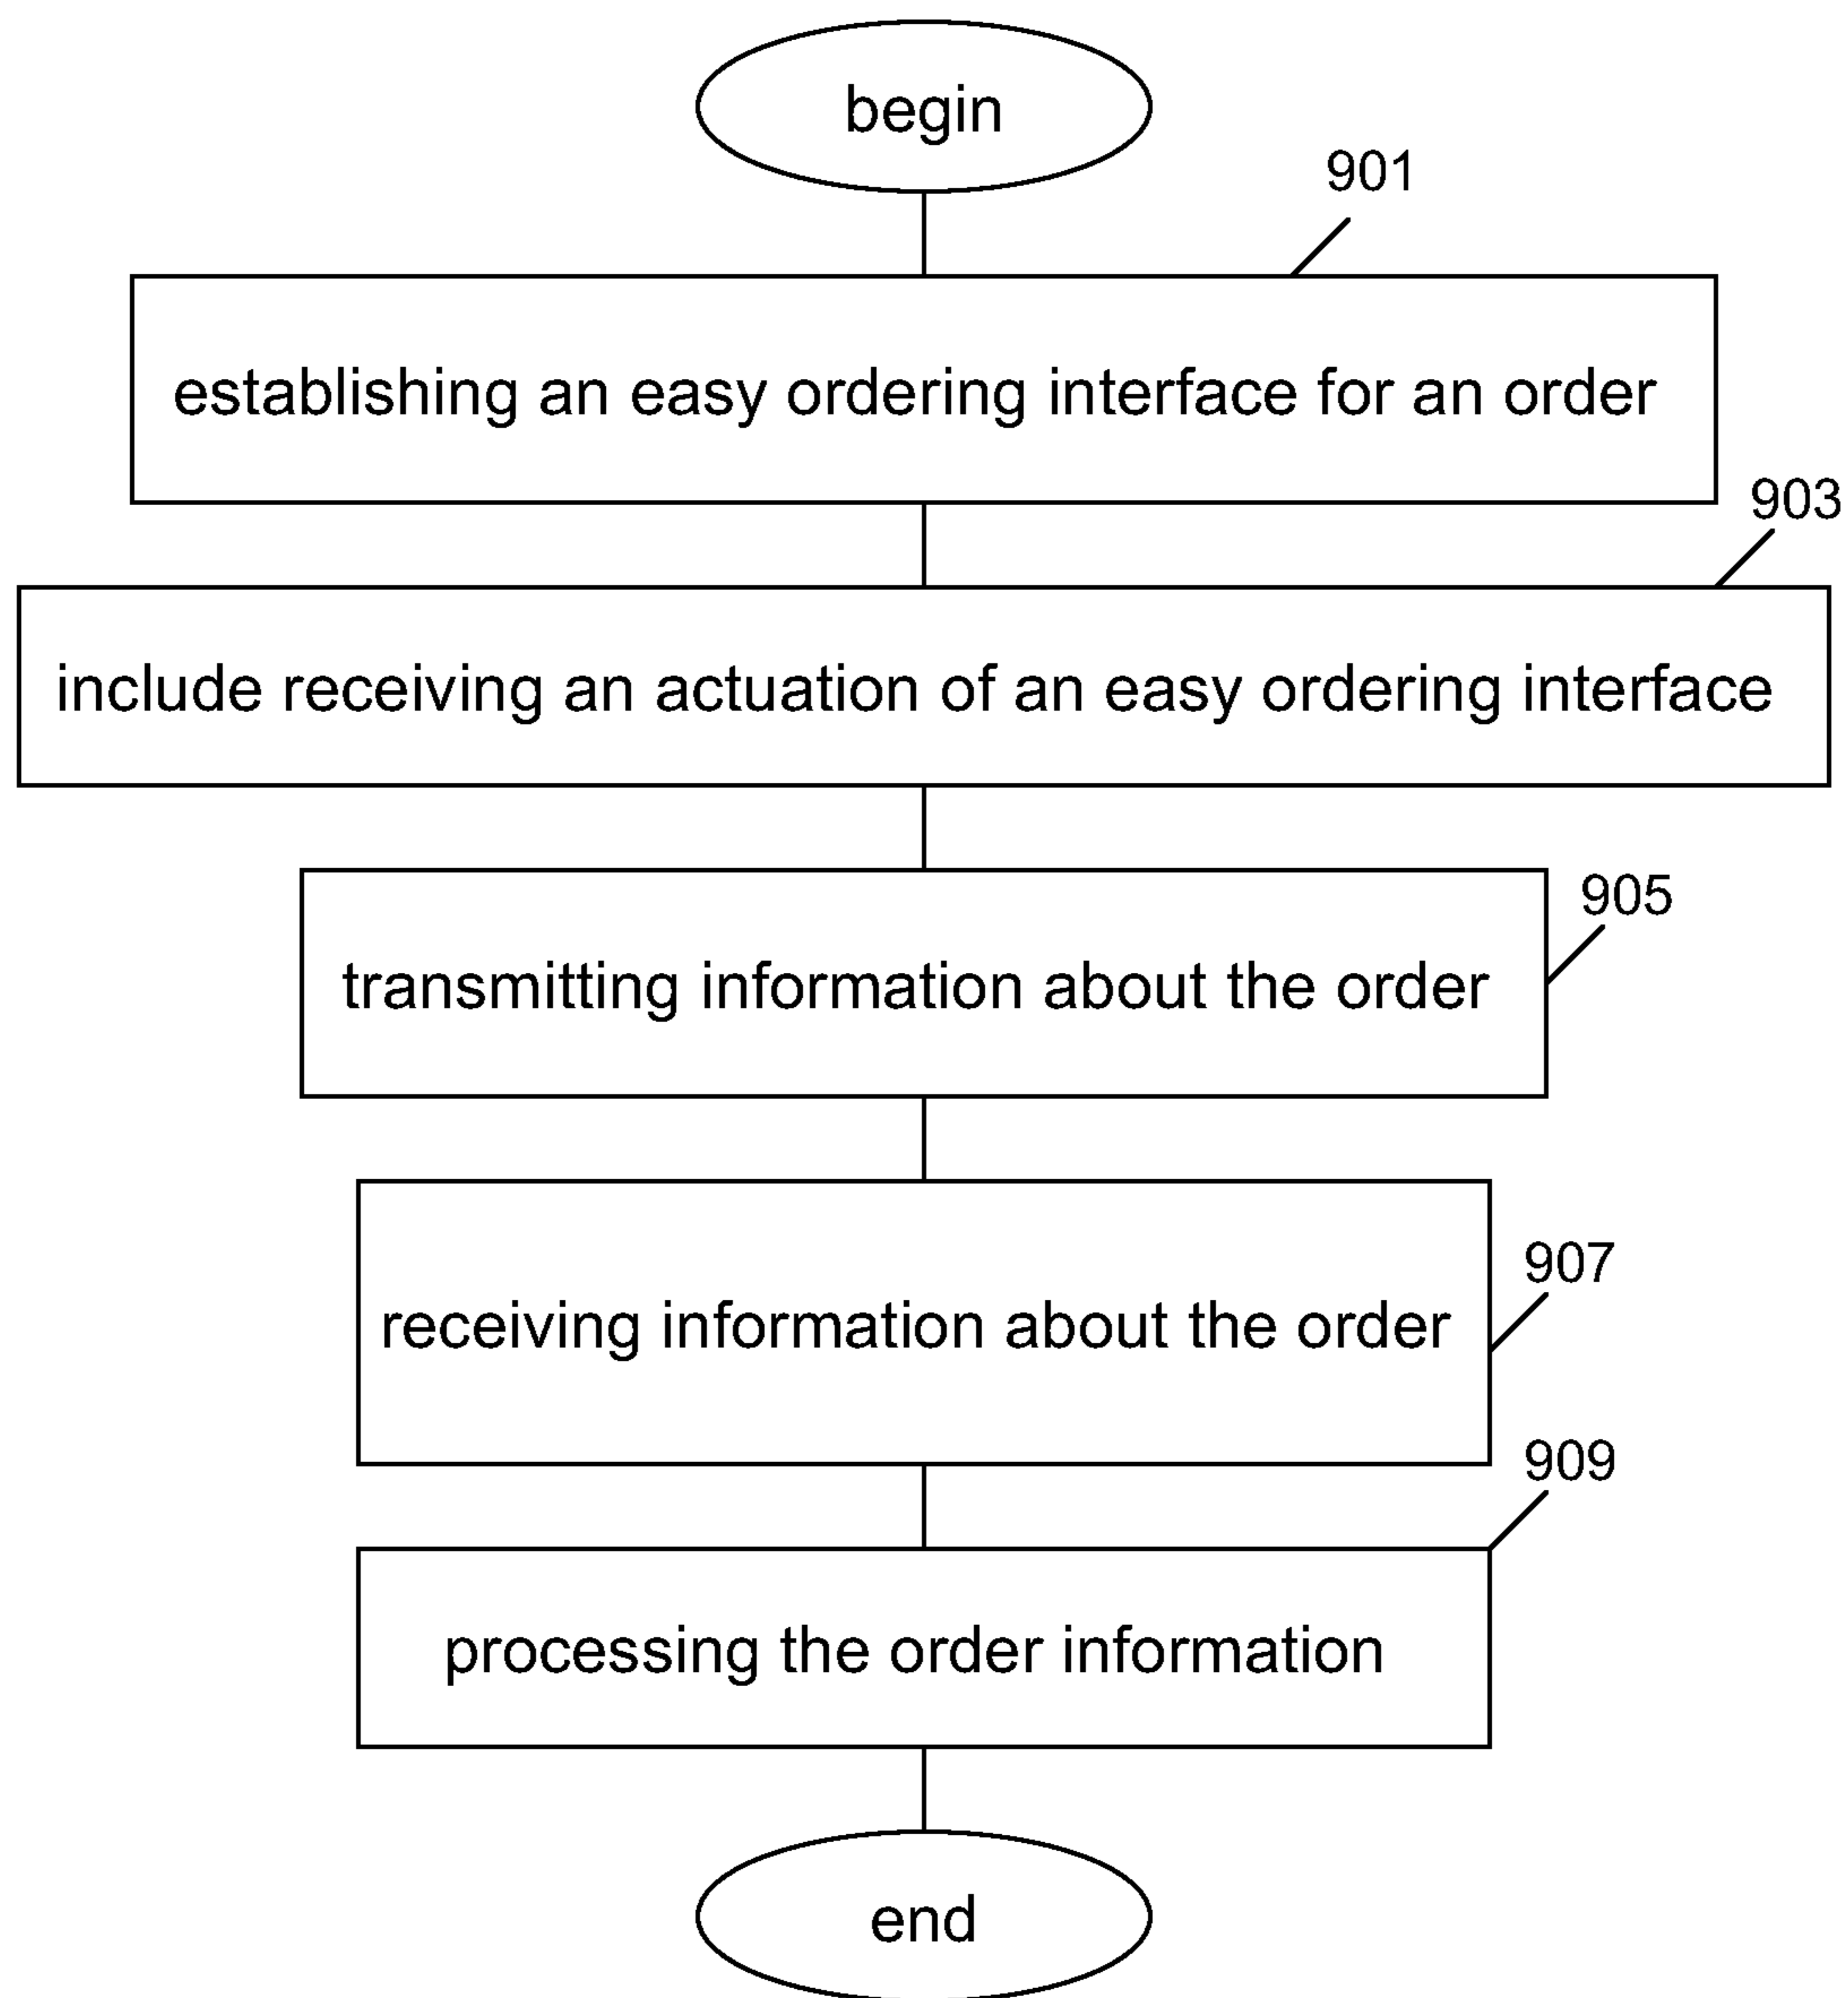 begin
901
establishing an easy ordering interface for an order
903
include receiving an actuation of an easy ordering interface
905
transmitting information about the order
907
receiving information about the order
909
processing the order information
end